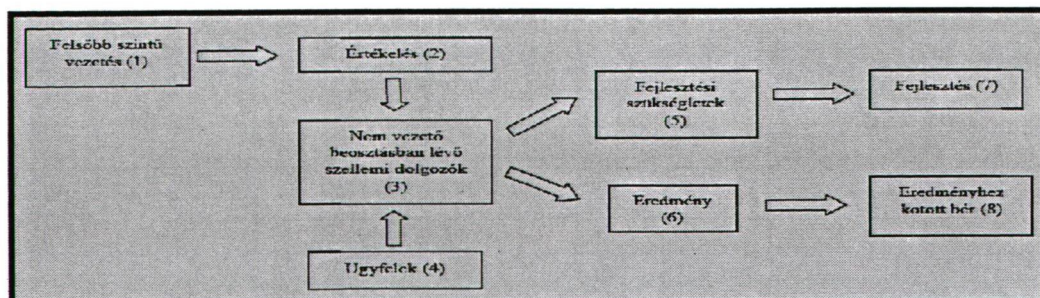 Felsőbb szintű
vezetés (1)
Értékelés (2)
Nem vezető
beosztásban lévő
szellemi dolgozók
(3)
Ügyfelek (4)
Fejlesztési
szükségletek
(5)
Eredmény
(6)
Fejlesztés (7)
Eredményhez
kötött bér (8)